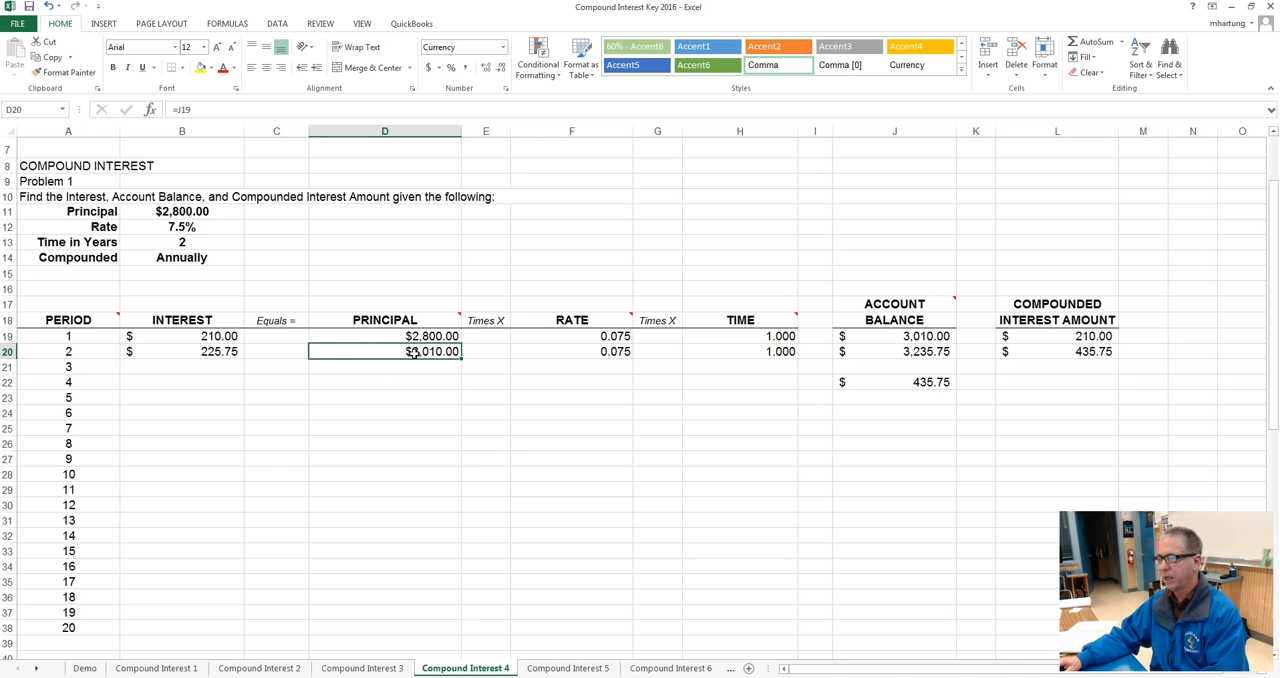 Compound Interest Key 2016 - Excel
FILE HOME INSERT PAGE LAYOUT FORMULAS DATA REVIEW VIEW QuickBooks mhartung
Paste Cut Copy Format Painter Clipboard
Arial 12 B I U Font
Wrap Text Merge & Center Alignment
Currency $ % , Number
Conditional Formatting Format as Table
60% - Accent6 Accent1 Accent2 Accent3 Accent4
Accent5 Accent6 Comma Comma [0] Currency
Styles
Insert Delete Format Cells
AutoSum Fill Clear Sort & Filter Find & Select Editing
D20 fx =J19
A B C D E F G H I J K L M N O
7
8 COMPOUND INTEREST
9 Problem 1
10 Find the Interest, Account Balance, and Compounded Interest Amount given the following:
11 Principal $2,800.00
12 Rate 7.5%
13 Time in Years 2
14 Compounded Annually
15
16
17 ACCOUNT COMPOUNDED
18 PERIOD INTEREST Equals = PRINCIPAL Times X RATE Times X TIME BALANCE INTEREST AMOUNT
19 1 $ 210.00 $2,800.00 0.075 1.000 $ 3,010.00 $ 210.00
20 2 $ 225.75 $3,010.00 0.075 1.000 $ 3,235.75 $ 435.75
21 3
22 4 $ 435.75
23 5
24 6
25 7
26 8
27 9
28 10
29 11
30 12
31 13
32 14
33 15
34 16
35 17
36 18
37 19
38 20
39
Demo Compound Interest 1 Compound Interest 2 Compound Interest 3 Compound Interest 4 Compound Interest 5 Compound Interest 6 ...